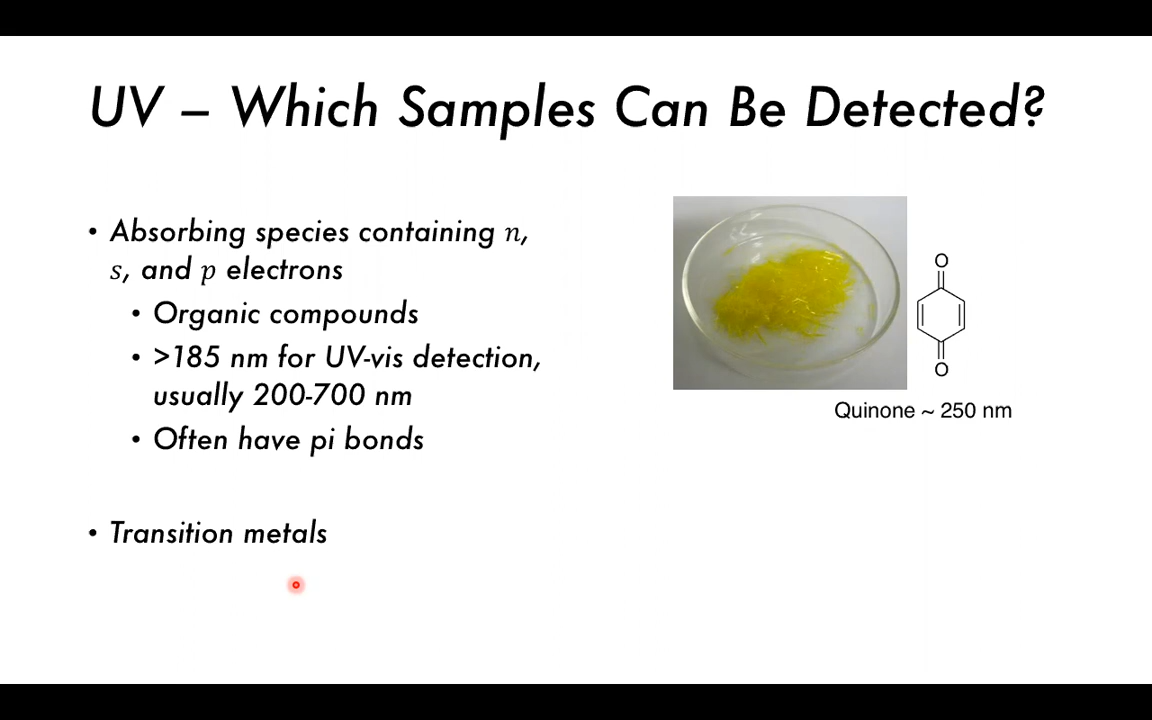 UV – Which Samples Can Be Detected?
• Absorbing species containing n,
s, and p electrons
• Organic compounds
• >185 nm for UV-vis detection,
usually 200-700 nm
• Often have pi bonds
• Transition metals
O
O
Quinone ~ 250 nm